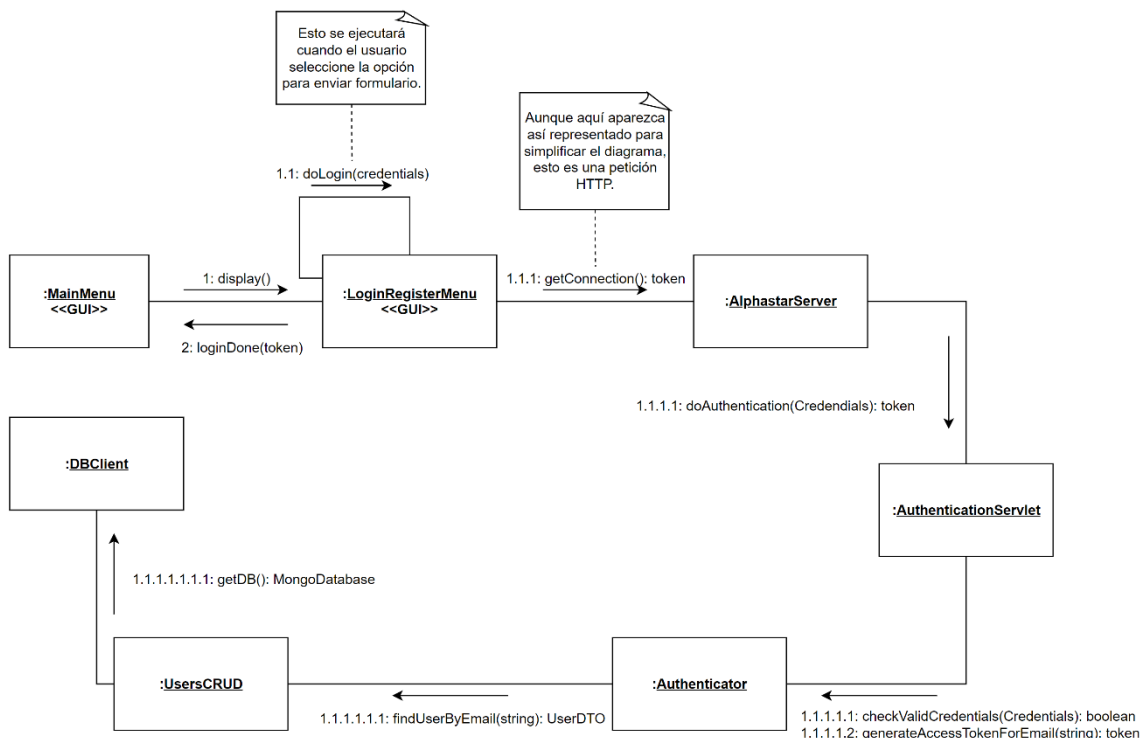 Esto se ejecutará
cuando el usuario
seleccione la opción
para enviar formulario.
Aunque aquí aparezca
así representado para
simplificar el diagrama,
esto es una petición
HTTP.
1.1: doLogin(credentials)
:MainMenu
<<GUI>>
1: display()
2: loginDone(token)
:LoginRegisterMenu
<<GUI>>
1.1.1: getConnection(): token
:AlphastarServer
1.1.1.1: doAuthentication(Credendials): token
:DBClient
:AuthenticationServlet
1.1.1.1.1.1.1: getDB(): MongoDatabase
:UsersCRUD
1.1.1.1.1.1: findUserByEmail(string): UserDTO
:Authenticator
1.1.1.1.1: checkValidCredentials(Credentials): boolean
1.1.1.1.2: generateAccessTokenForEmail(string): token